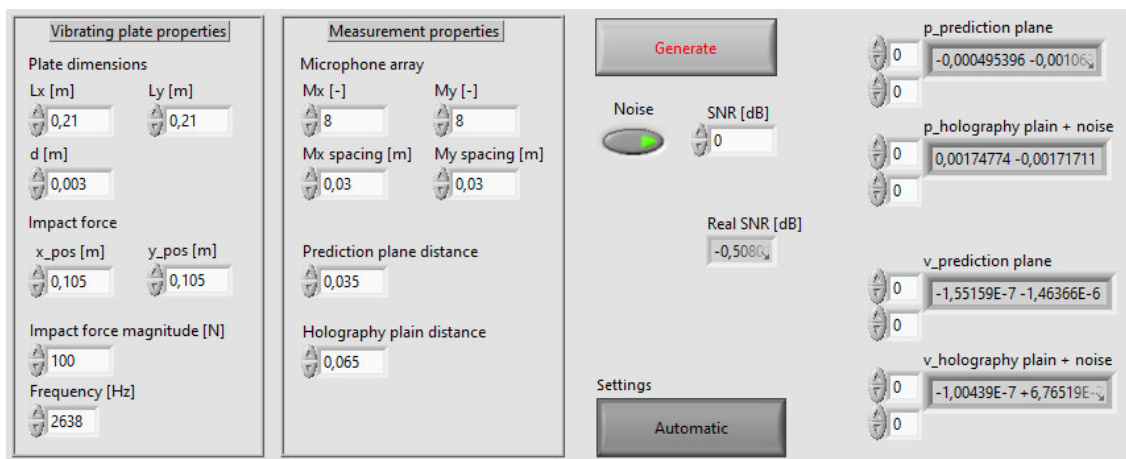 Vibrating plate properties
Plate dimensions
Lx [m] Ly [m]
0,21 0,21
d [m]
0,003
Impact force
x_pos [m] y_pos [m]
0,105 0,105
Impact force magnitude [N]
100
Frequency [Hz]
2638
Measurement properties
Microphone array
Mx [-] My [-]
8 8
Mx spacing [m] My spacing [m]
0,03 0,03
Prediction plane distance
0,035
Holography plain distance
0,065
Generate
Noise SNR [dB]
0
Real SNR [dB]
-0,5080
Settings
Automatic
p_prediction plane
0 -0,000495396 -0,00106
0
p_holography plain + noise
0 0,00174774 -0,00171711
0
v_prediction plane
0 -1,55159E-7 -1,46366E-6
0
v_holography plain + noise
0 -1,00439E-7 +6,76519E-
0